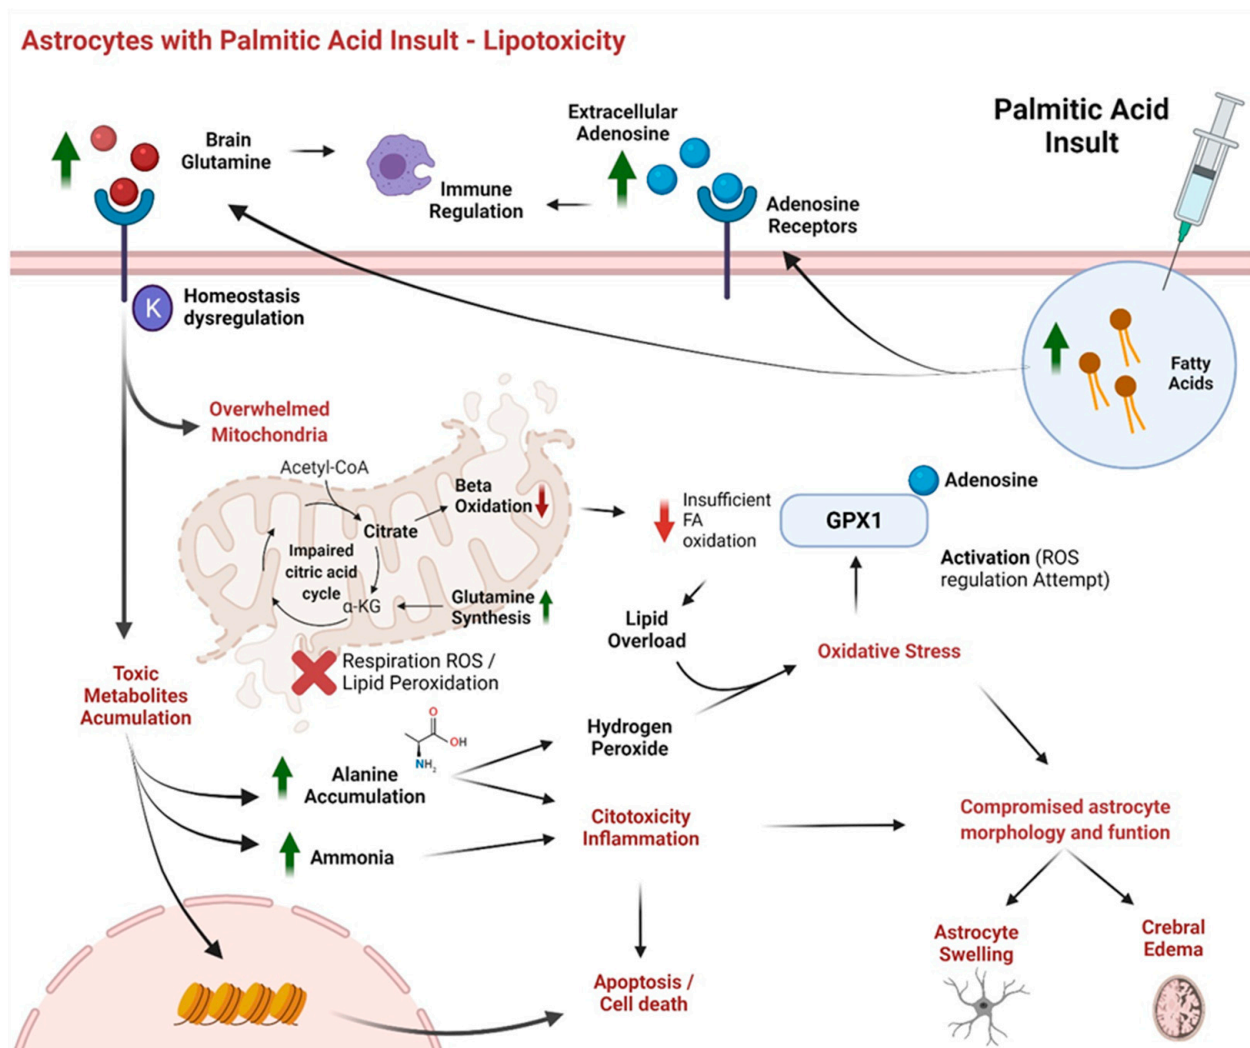 Astrocytes with Palmitic Acid Insult - Lipotoxicity
Brain
Glutamine
Immune
Regulation
Extracellular
Adenosine
Adenosine
Receptors
Palmitic Acid
Insult
K
Homeostasis
dysregulation
Fatty
Acids
Overwhelmed
Mitochondria
Acetyl-CoA
Beta
Oxidation
Citrate
Impaired
citric acid
cycle
α-KG
Glutamine
Synthesis
Insufficient
FA
oxidation
Adenosine
GPX1
Activation (ROS
regulation Attempt)
Lipid
Overload
Oxidative Stress
Respiration ROS /
Lipid Peroxidation
Toxic
Metabolites
Acumulation
O
OH
NH2
Hydrogen
Peroxide
Alanine
Accumulation
Ammonia
Citotoxicity
Inflammation
Compromised astrocyte
morphology and funtion
Astrocyte
Swelling
Crebral
Edema
Apoptosis /
Cell death